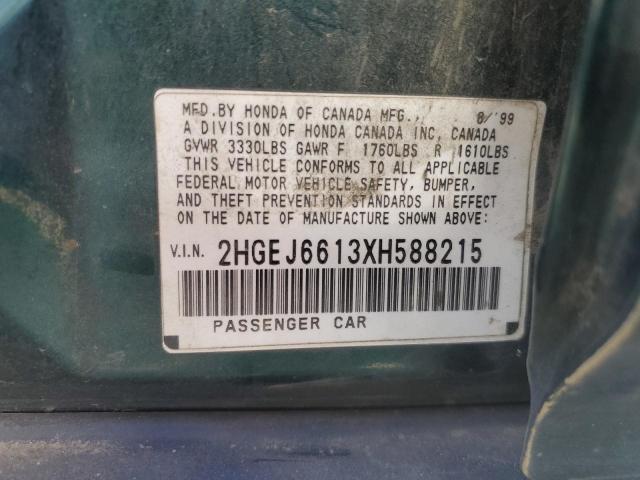 MFD.BY HONDA OF CANADA MFG., 8/'99
A DIVISION OF HONDA CANADA INC, CANADA
GVWR 3330LBS GAWR F 1760LBS R 1610LBS
THIS VEHICLE CONFORMS TO ALL APPLICABLE
FEDERAL MOTOR VEHICLE SAFETY, BUMPER,
AND THEFT PREVENTION STANDARDS IN EFFECT
ON THE DATE OF MANUFACTURE SHOWN ABOVE:
V.I.N. 2HGEJ6613XH588215
PASSENGER CAR